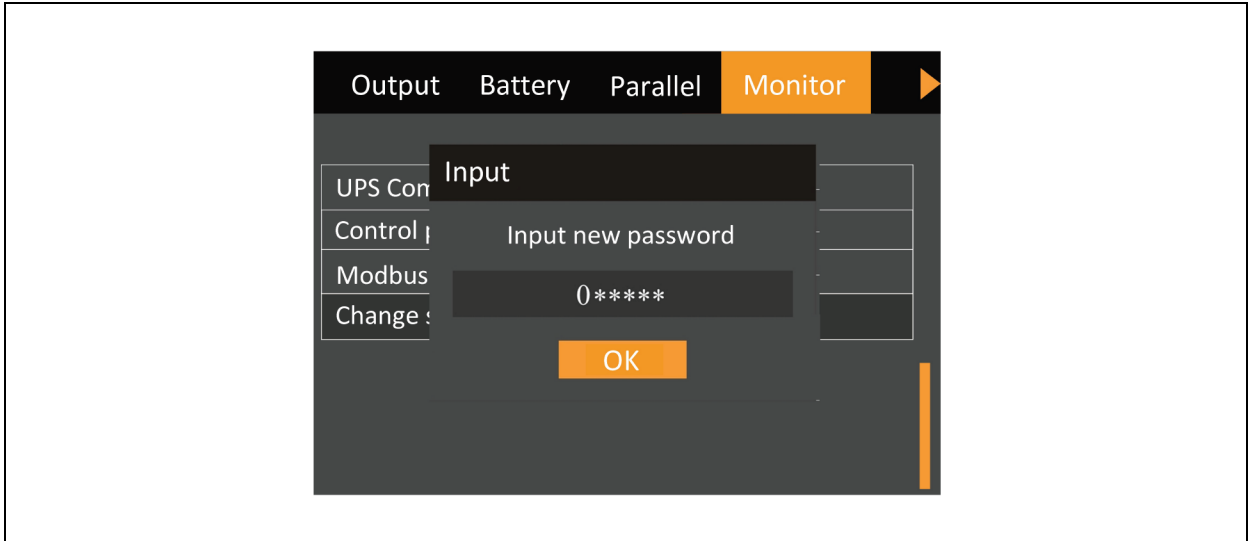 Output Battery Parallel Monitor
Input
UPS Com
Control p
Input new password
Modbus
0*****
Change s
OK